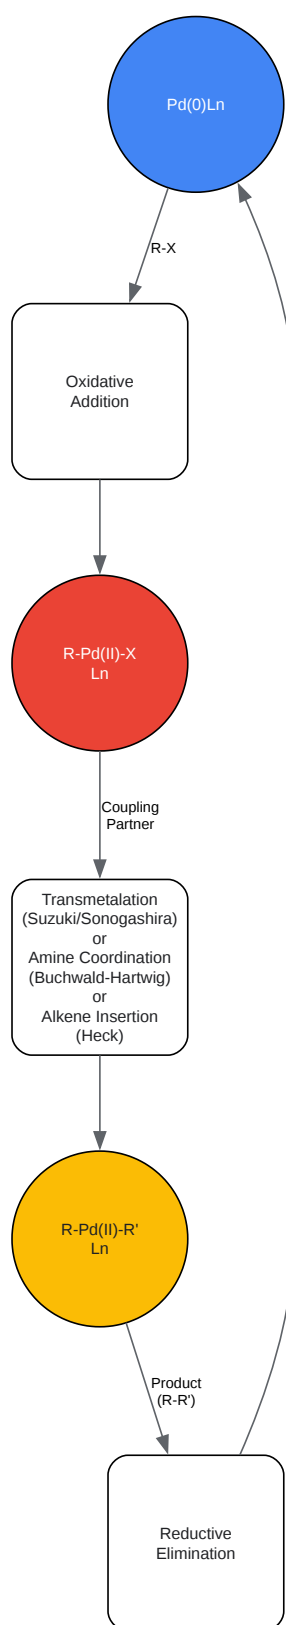 Pd(0)Ln
R-X
Oxidative
Addition
R-Pd(II)-X
Ln
Coupling
Partner
Transmetalation
(Suzuki/Sonogashira)
or
Amine Coordination
(Buchwald-Hartwig)
or
Alkene Insertion
(Heck)
R-Pd(II)-R'
Ln
Product
(R-R')
Reductive
Elimination